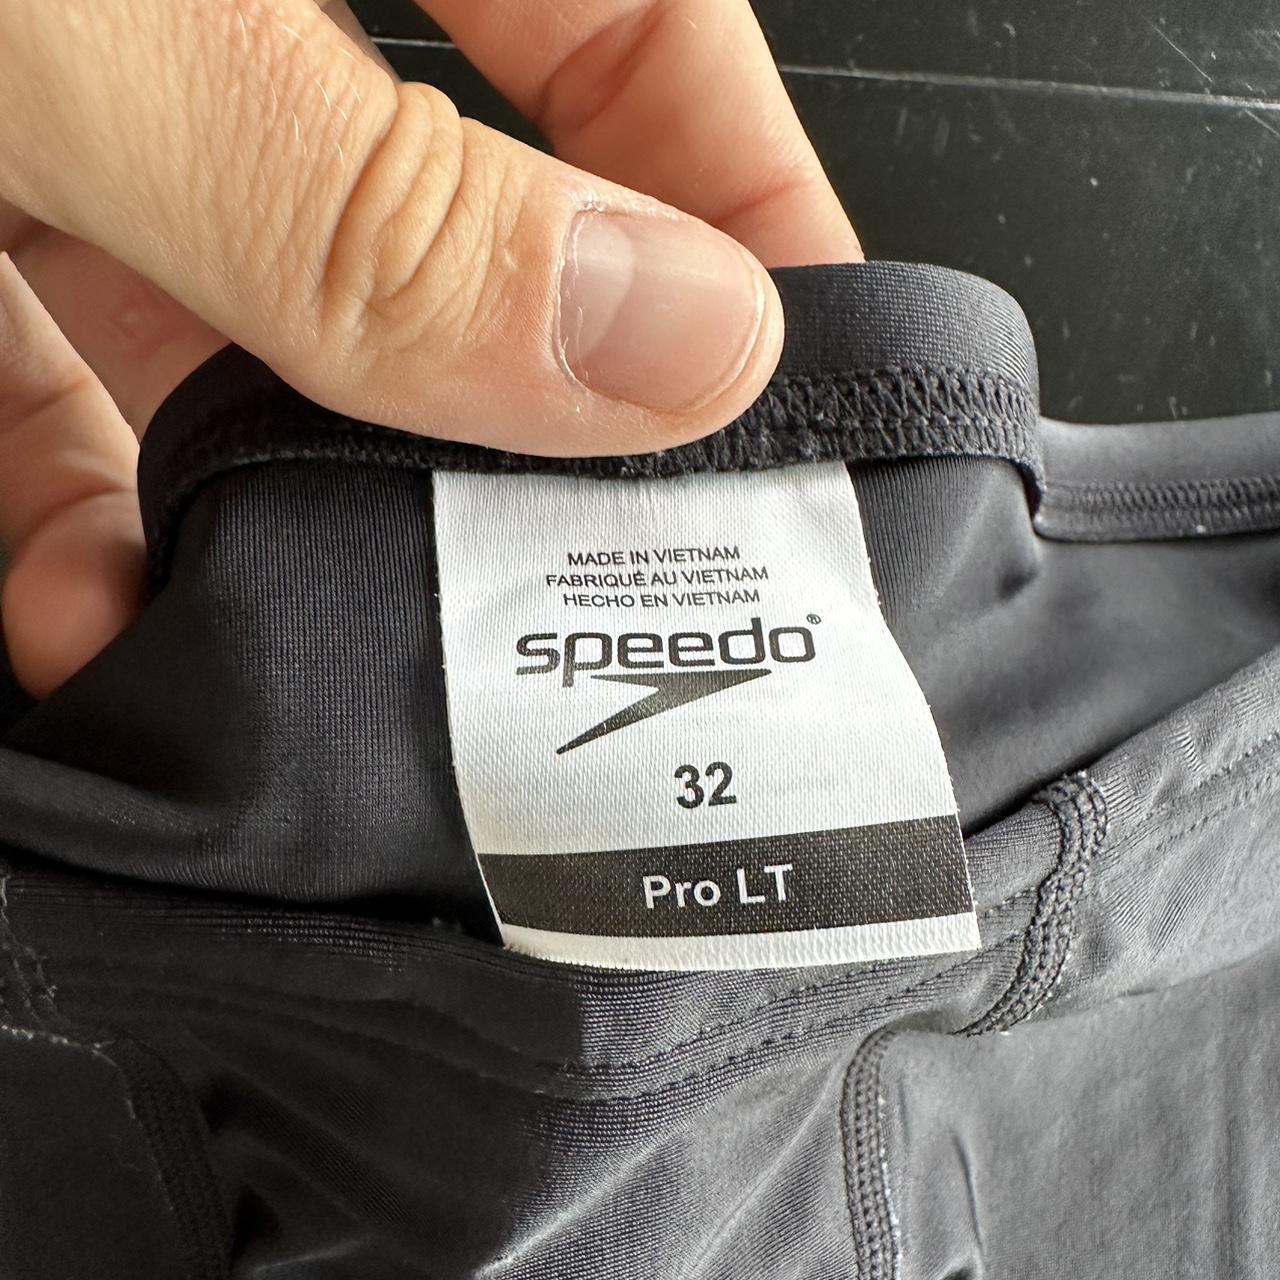 MADE IN VIETNAM
FABRIQUÉ AU VIETNAM
HECHO EN VIETNAM
speedo®
32
Pro LT